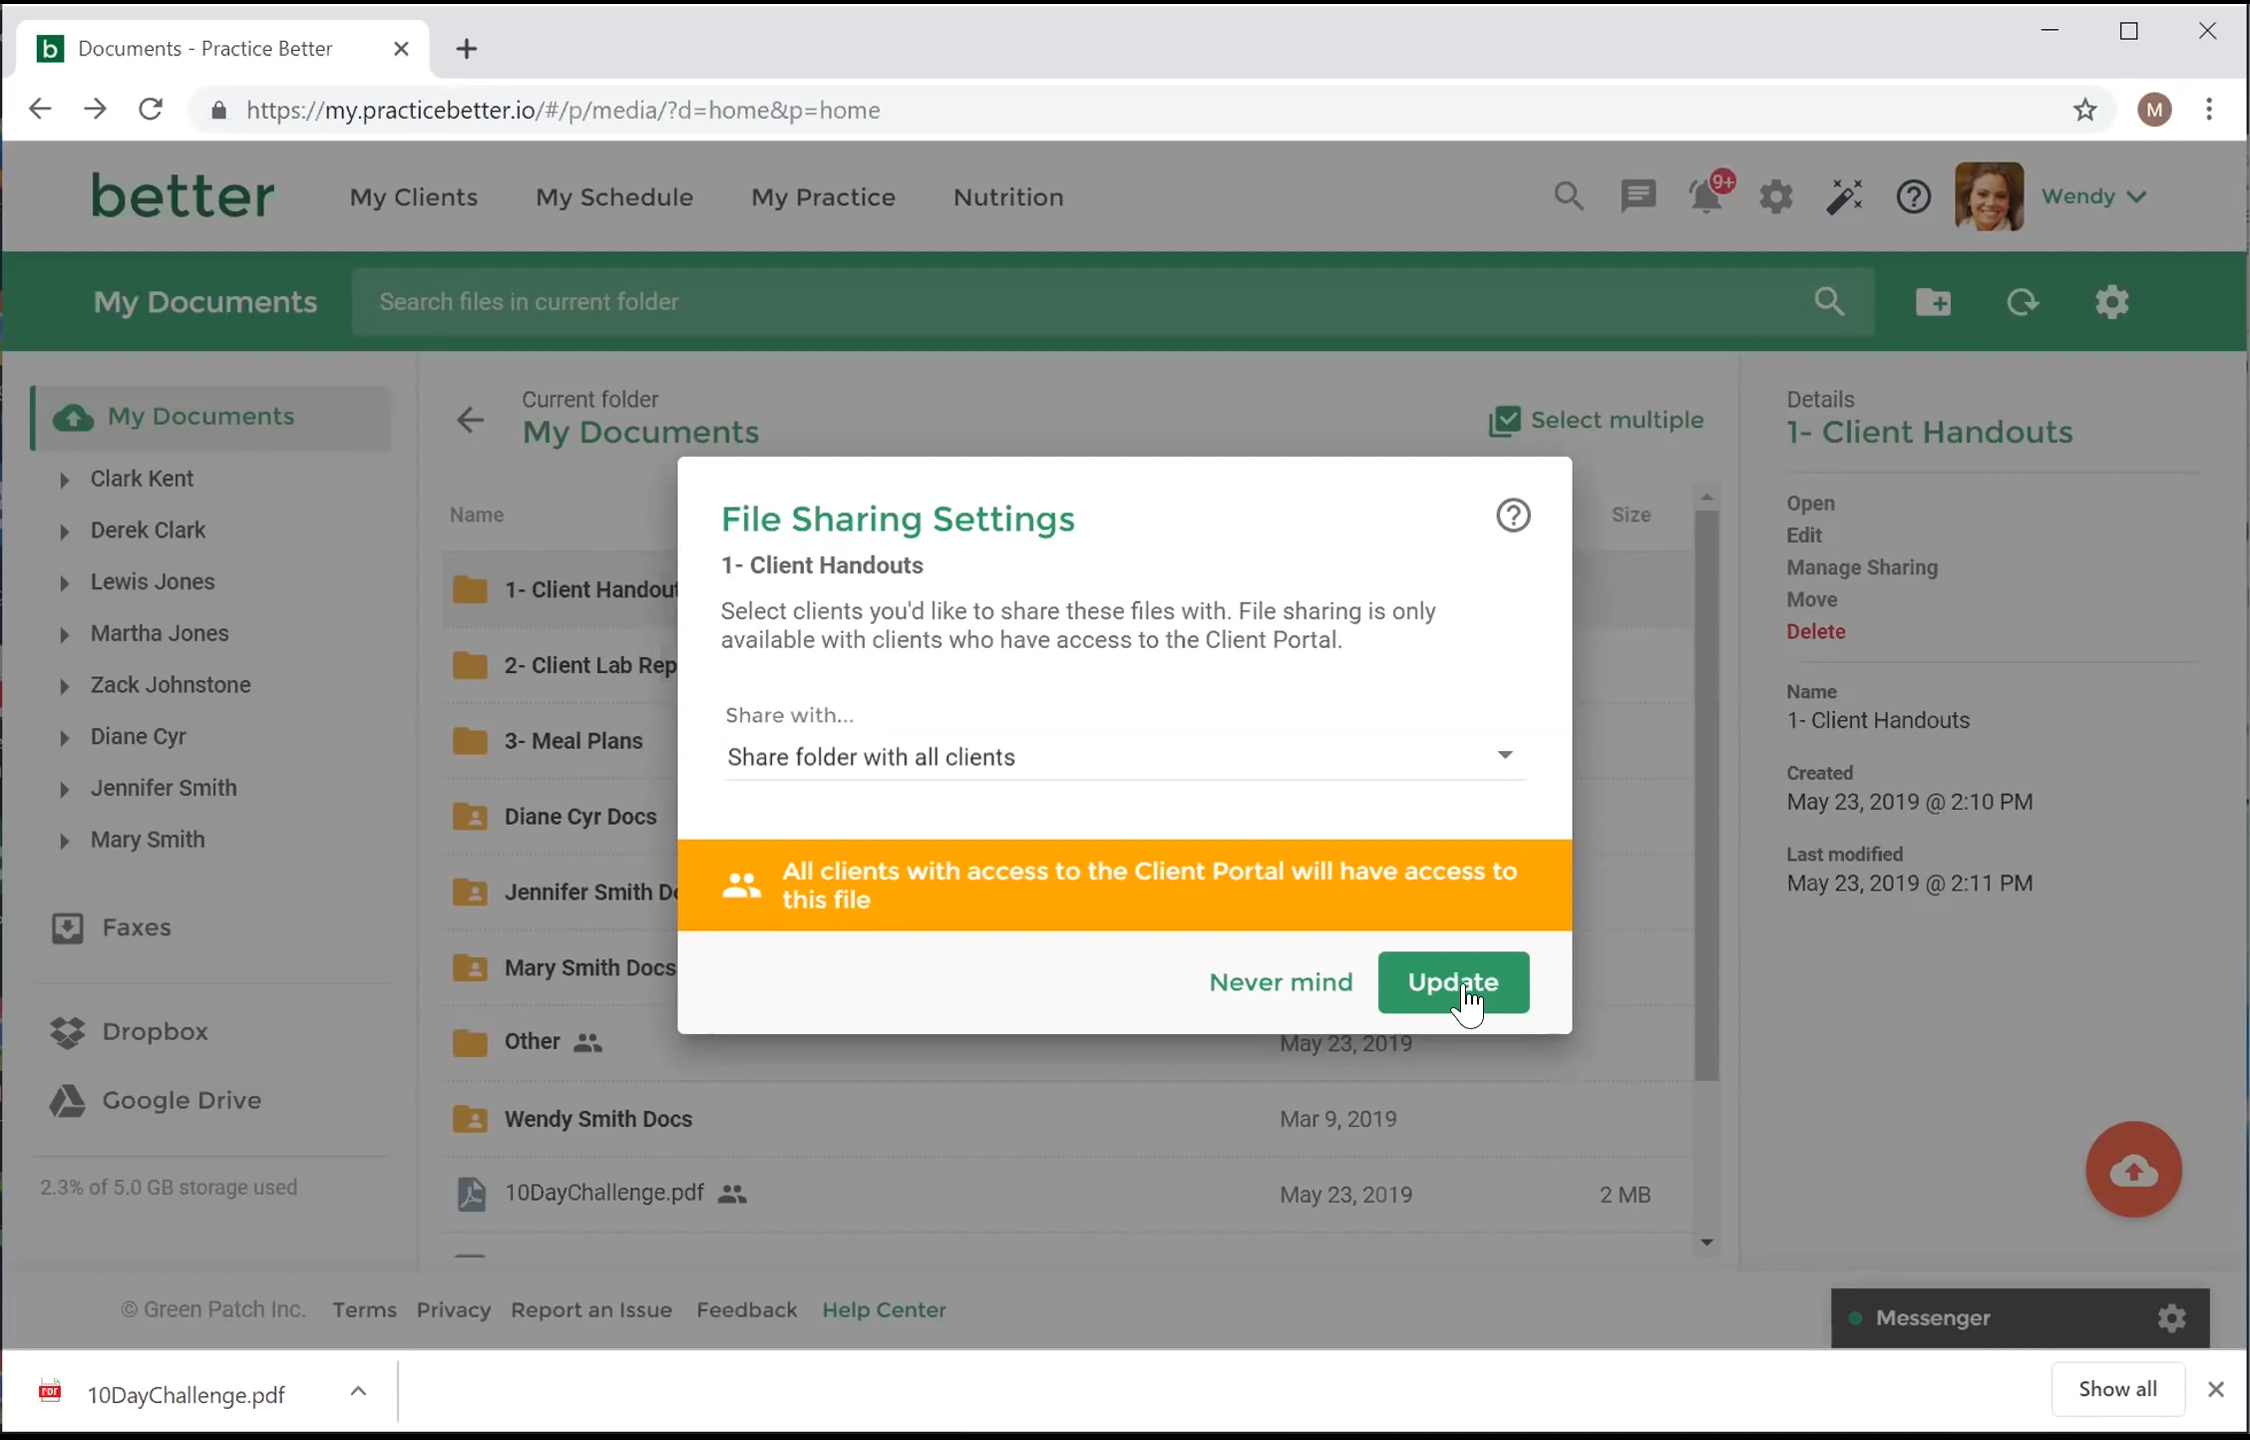 Documents - Practice Better
https://my.practicebetter.io/#/p/media/?d=home&p=home
M
better
My Clients
My Schedule
My Practice
Nutrition
9+
Wendy
My Documents
Search files in current folder
My Documents
Clark Kent
Derek Clark
Lewis Jones
Martha Jones
Zack Johnstone
Diane Cyr
Jennifer Smith
Mary Smith
Faxes
Dropbox
Google Drive
2.3% of 5.0 GB storage used
Current folder
My Documents
Select multiple
Name
Size
1- Client Handout
2- Client Lab Rep
3- Meal Plans
Diane Cyr Docs
Jennifer Smith Do
Mary Smith Docs
Other
May 23, 2019
Wendy Smith Docs
Mar 9, 2019
10DayChallenge.pdf
May 23, 2019
2 MB
File Sharing Settings
1- Client Handouts
Select clients you'd like to share these files with. File sharing is only
available with clients who have access to the Client Portal.
Share with...
Share folder with all clients
All clients with access to the Client Portal will have access to
this file
Never mind
Update
Details
1- Client Handouts
Open
Edit
Manage Sharing
Move
Delete
Name
1- Client Handouts
Created
May 23, 2019 @ 2:10 PM
Last modified
May 23, 2019 @ 2:11 PM
© Green Patch Inc.
Terms
Privacy
Report an Issue
Feedback
Help Center
Messenger
10DayChallenge.pdf
Show all